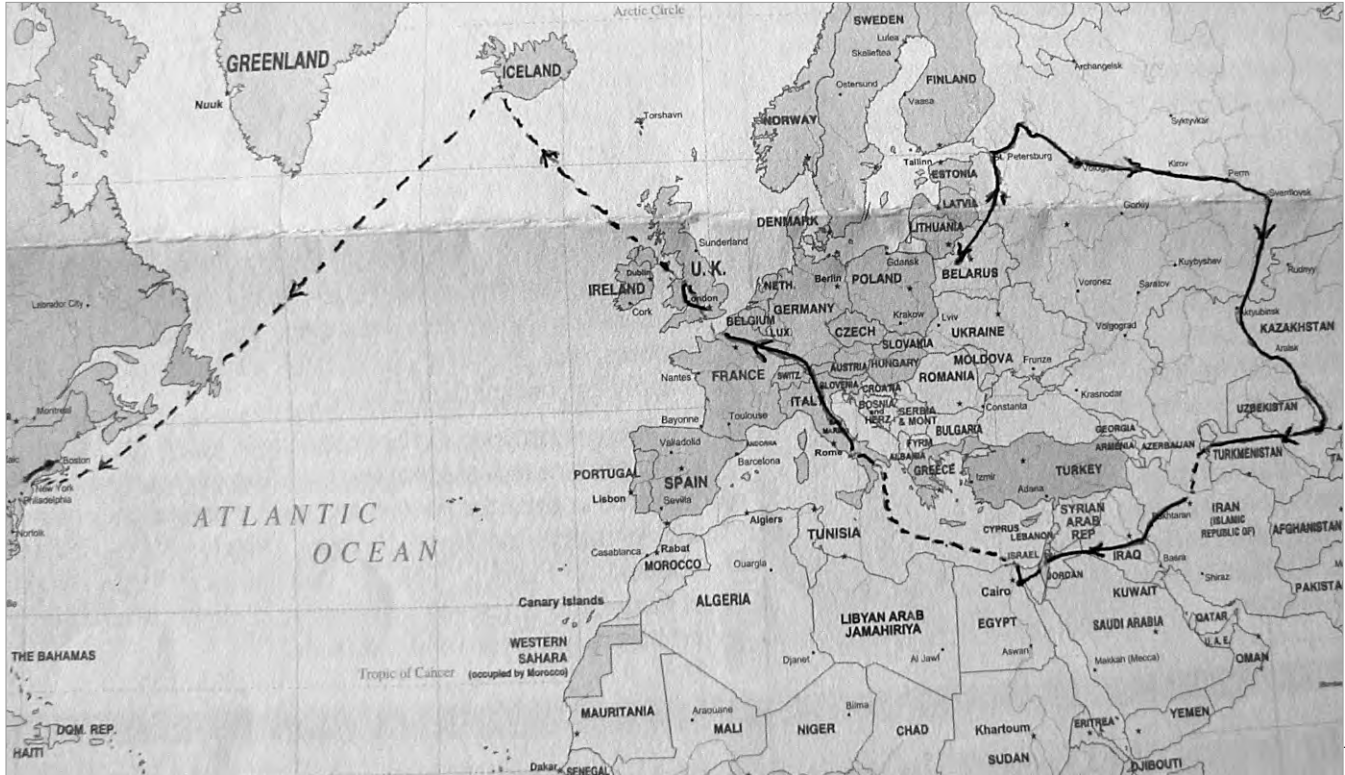 Arctic Circle
GREENLAND
Nuuk
ICELAND
Torshavn
SWEDEN
Lulea
Skelleftea
Ostersund
FINLAND
Vaasa
NORWAY
Archangelsk
Syktyvkar
Tallinn
St. Petersburg
ESTONIA
Kirov
Perm
Sverdlovsk
LATVIA
LITHUANIA
Gorky
DENMARK
Sunderland
U. K.
Dublin
IRELAND
London
Cork
NETH.
Berlin
Gdansk
POLAND
BELARUS
Kuybyshev
Rudnyy
GERMANY
Voronez
Saratov
Labrador City
BELGIUM
LUX.
Krakow
Lviv
CZECH
UKRAINE
Volgograd
Aktyubinsk
KAZAKHSTAN
SLOVAKIA
Aralsk
MOLDOVA
Frunze
Nantes
FRANCE
SWITZ.
AUSTRIA
HUNGARY
ROMANIA
SLOVENIA
CROATIA
ITALY
BOSNIA
and
HERZ.
SERBIA
& MONT
Constanta
Krasnodar
UZBEKISTAN
Montreal
Bayonne
Toulouse
BULGARIA
GEORGIA
ARMENIA
AZERBAIJAN
TURKMENISTAN
Valladolid
ANDORRA
Rome
FYRM
ALBANIA
Boston
New York
Philadelphia
PORTUGAL
SPAIN
Barcelona
GREECE
Izmir
TURKEY
Lisbon
Sevilla
Adana
Norfolk
ATLANTIC
OCEAN
Algiers
TUNISIA
CYPRUS
LEBANON
SYRIAN
ARAB
REP
Bakhtaran
IRAN
(ISLAMIC
REPUBLIC OF)
AFGHANISTAN
Casablanca
Rabat
MOROCCO
Ouargla
ISRAEL
IRAQ
Basra
JORDAN
Shiraz
PAKISTAN
Canary Islands
ALGERIA
Cairo
KUWAIT
LIBYAN ARAB
JAMAHIRIYA
EGYPT
SAUDI ARABIA
QATAR
U. A. E.
THE BAHAMAS
WESTERN
SAHARA
(occupied by Morocco)
Tropic of Cancer
Djanet
Al Jawf
Aswan
Makkah (Mecca)
OMAN
MAURITANIA
Araouane
MALI
Bilma
NIGER
CHAD
Khartoum
SUDAN
ERITREA
YEMEN
DOM. REP.
HAITI
Dakar
SENEGAL
DJIBOUTI